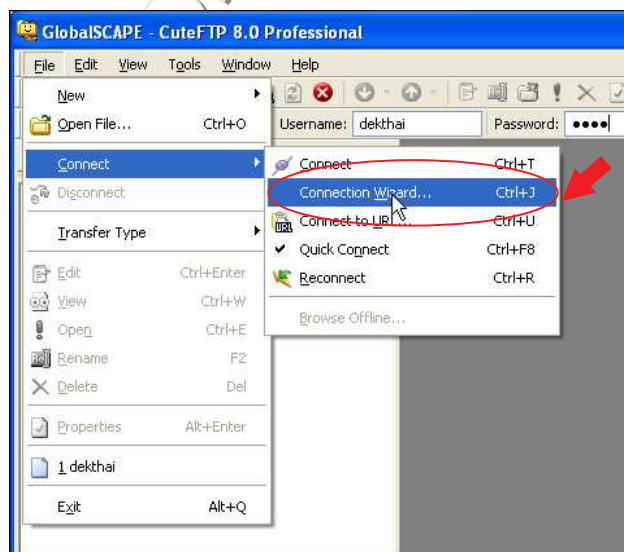 GlobalSCAPE - CuteFTP 8.0 Professional
File Edit View Tools Window Help
New
Open File... Ctrl+O
Username: dekthai Password: ●●●●
Connect
Disconnect
Transfer Type
Edit Ctrl+Enter
View Ctrl+W
Open Ctrl+E
Rename F2
Delete Del
Properties Alt+Enter
1 dekthai
Exit Alt+Q
Connect Ctrl+T
Connection Wizard... Ctrl+J
URL Connect to Ctrl+U
Quick Connect Ctrl+F8
Reconnect Ctrl+R
Browse Offline...